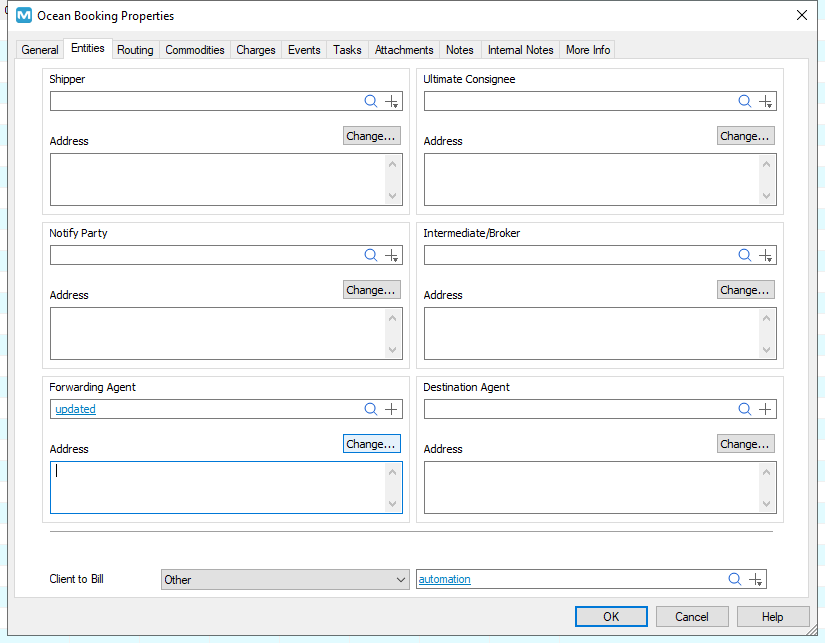 Ocean Booking Properties
General Entities Routing Commodities Charges Events Tasks Attachments Notes Internal Notes More Info
Shipper
Address
Change...
Ultimate Consignee
Address
Change...
Notify Party
Address
Change...
Intermediate/Broker
Address
Change...
Forwarding Agent
updated
Address
Change...
Destination Agent
Address
Change...
Client to Bill
Other
automation
OK Cancel Help